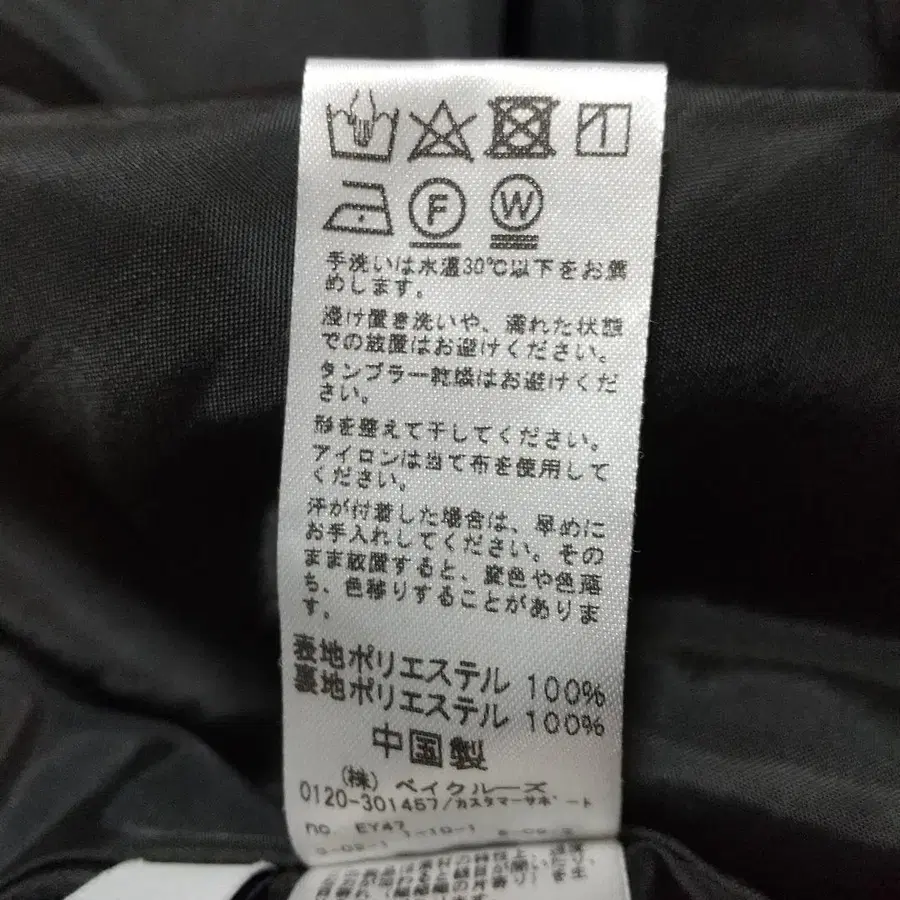 F W
手洗いは水温30℃以下をお薦
めします。
浸け置き洗いや、濡れた状態
での放置はお避けください。
タンブラー乾燥はお避けくだ
さい。
形を整えて干してください。
アイロンは当て布を使用して
ください。
汗が付着した場合は、早めに
お手入れしてください。その
まま放置すると、変色や色落
ち、色移りすることがありま
す。
表地ポリエステル 100%
裏地ポリエステル 100%
中国製
(株) ベイクルーズ
0120-301457/カスタマーサポート
no. EY47